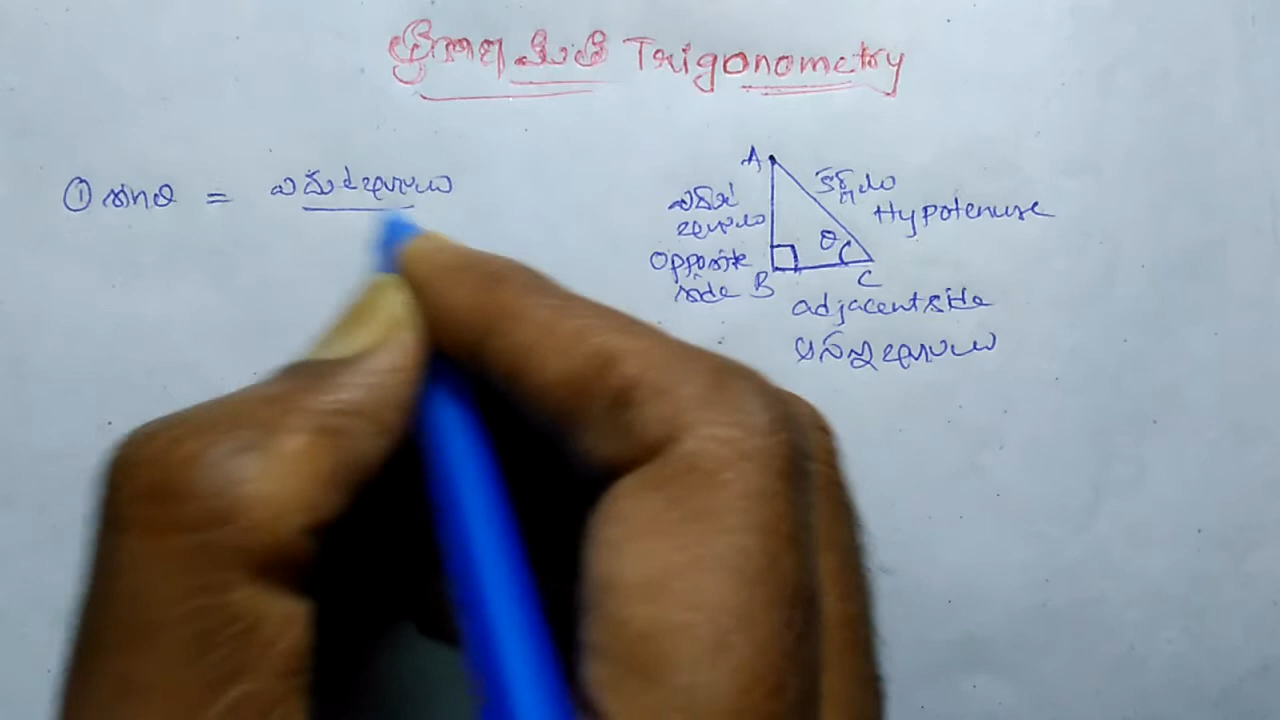 త్రికోణమితి Trigonometry
① sinθ = ఎదుటి భుజం
A
కర్ణం
Hypotenuse
ఎదుటి
భుజం
θ
opposite
side B
C
adjacent side
ఆసన్న భుజం